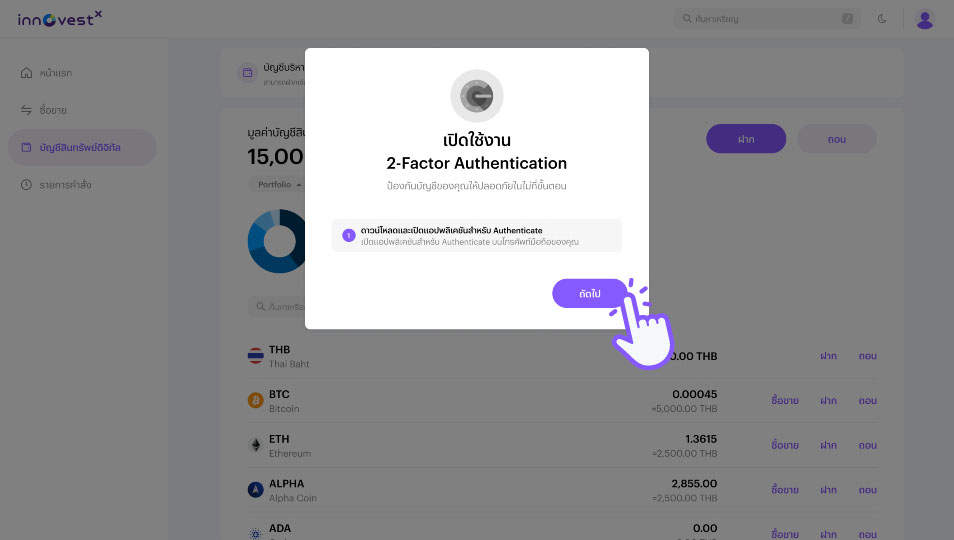 innovestx
ค้นหาเหรียญ
/
หน้าแรก
ซื้อขาย
บัญชีสินทรัพย์ดิจิทัล
รายการคำสั่ง
บัญชีบริหา
มูลค่าบัญชีสิน
15,00
Portfolio
ฝาก
ถอน
เปิดใช้งาน
2-Factor Authentication
ป้องกันบัญชีของคุณให้ปลอดภัยในไม่กี่ขั้นตอน
1
ดาวน์โหลดและเปิดแอปพลิเคชันสำหรับ Authenticate
เปิดแอปพลิเคชันสำหรับ Authenticate บนโทรศัพท์มือถือของคุณ
ถัดไป
ค้นหาเหรีย
THB
Thai Baht
0.00 THB
ฝาก
ถอน
BTC
Bitcoin
0.00045
≈5,000.00 THB
ซื้อขาย
ฝาก
ถอน
ETH
Ethereum
1.3615
≈2,500.00 THB
ซื้อขาย
ฝาก
ถอน
ALPHA
Alpha Coin
2,855.00
≈2,500.00 THB
ซื้อขาย
ฝาก
ถอน
ADA
0.00
ซื้อขาย
ฝาก
ถอน